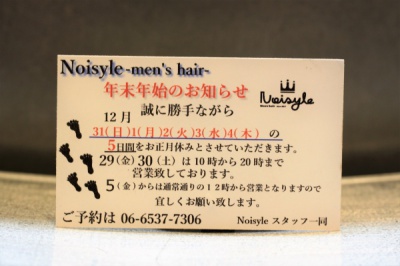 Noisyle-men's hair-
年末年始のお知らせ
Noisyle
誠に勝手ながら
12月
31(日)1(月)2(火)3(水)4(木) の
5日間をお正月休みとさせていただきます。
29(金)30(土)は10時から20時まで
営業致しております。
5(金)からは通常通りの12時から営業となりますので
宜しくお願い致します。
ご予約は 06-6537-7306
Noisyle スタッフ一同